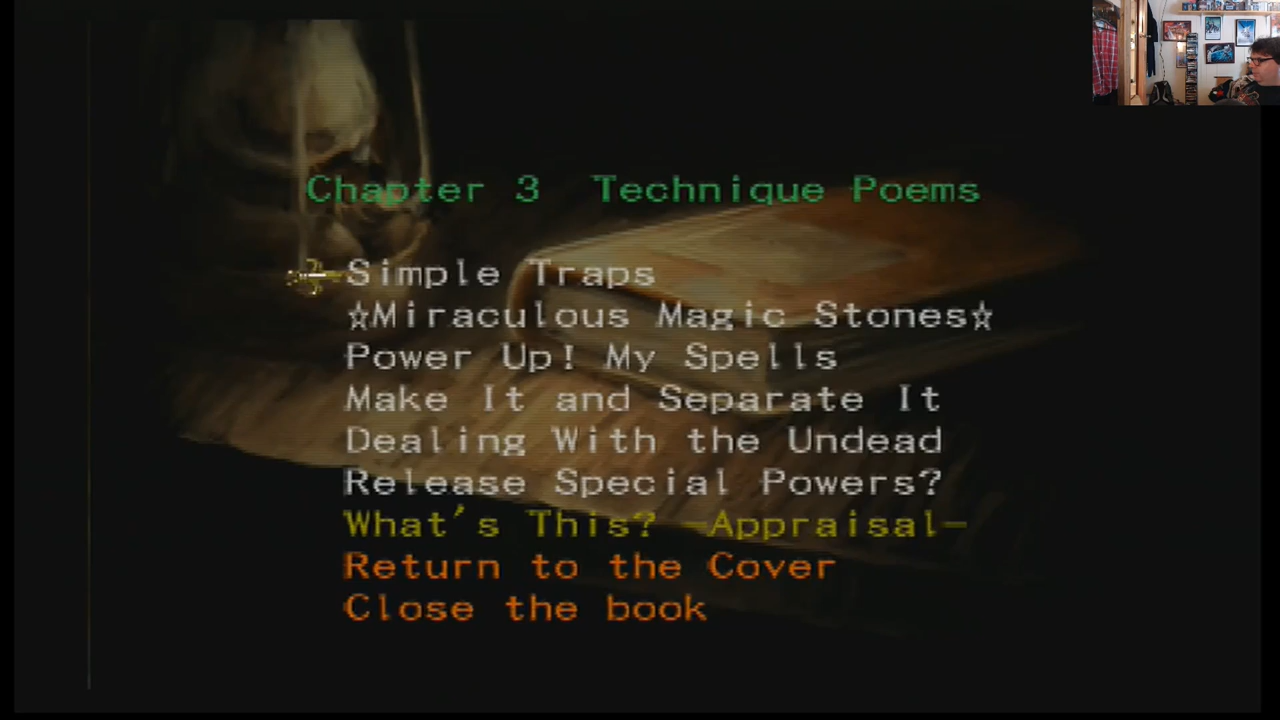 Chapter 3 Technique Poems
Simple Traps
☆Miraculous Magic Stones☆
Power Up! My Spells
Make It and Separate It
Dealing With the Undead
Release Special Powers?
What's This? -Appraisal-
Return to the Cover
Close the book